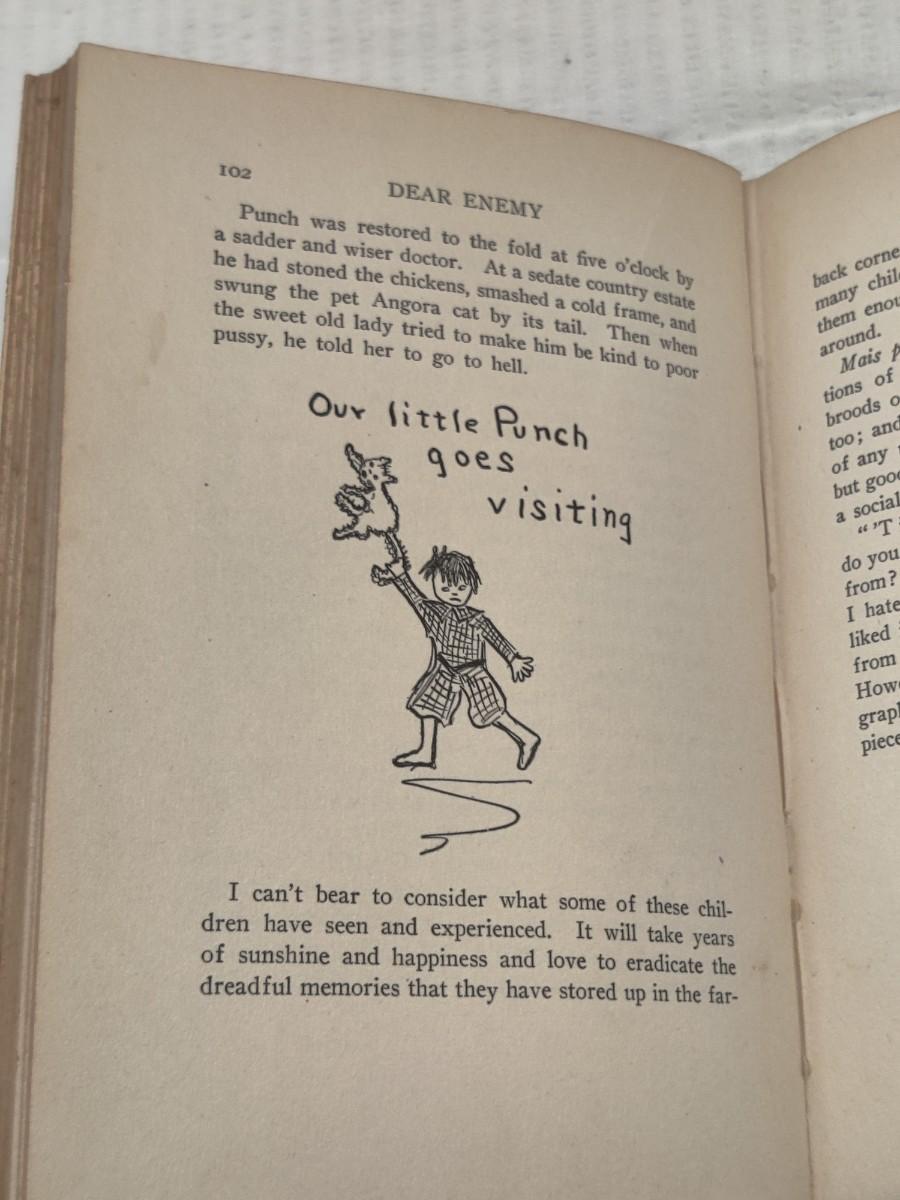 102
DEAR ENEMY
Punch was restored to the fold at five o'clock by
a sadder and wiser doctor. At a sedate country estate
he had stoned the chickens, smashed a cold frame, and
swung the pet Angora cat by its tail. Then when
the sweet old lady tried to make him be kind to poor
pussy, he told her to go to hell.
Our little Punch
goes
visiting
I can't bear to consider what some of these chil-
dren have seen and experienced. It will take years
of sunshine and happiness and love to eradicate the
dreadful memories that they have stored up in the far-
back corne
many chil
them enou
around.
Mais p
tions of
broods o
too; and
of any
but good
a social
“ 'T
do you
from?
I hate
liked
from
Howe
grap
piece